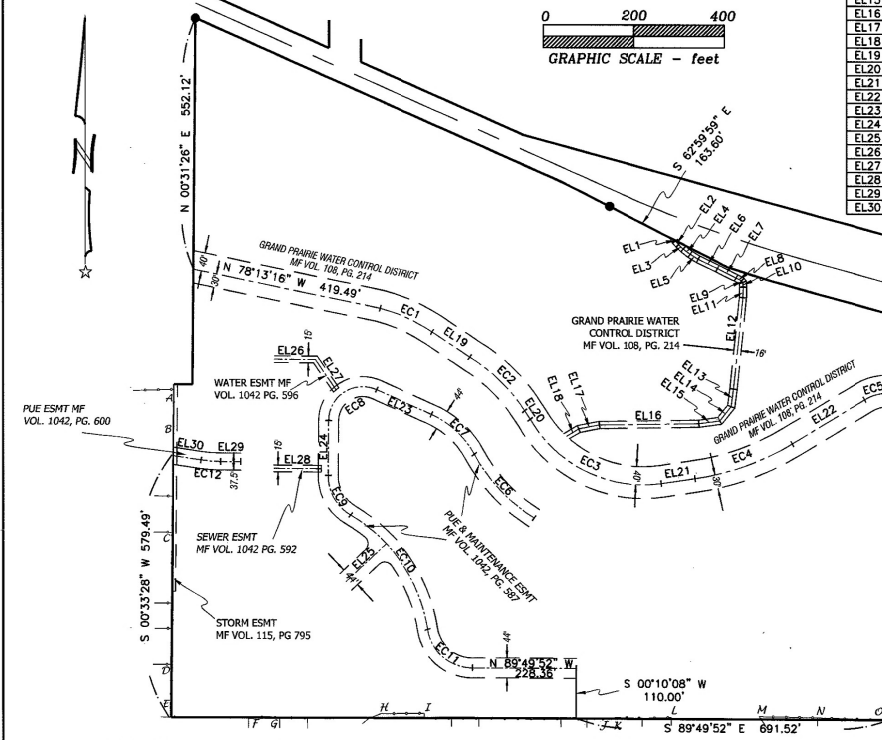 0 200 400
GRAPHIC SCALE - feet
EL15
EL16
EL17
EL18
EL19
EL20
EL21
EL22
EL23
EL24
EL25
EL26
EL27
EL28
EL29
EL30
N
N 00°31'26" E 552.12'
S 62°59'59" E
163.60'
EL1
EL2
EL4
EL6
EL7
EL3
EL5
EL8
EL10
EL9
EL11
EL12
16'
GRAND PRAIRIE WATER
CONTROL DISTRICT
MF VOL. 108, PG. 214
GRAND PRAIRIE WATER CONTROL DISTRICT
MF VOL. 108, PG. 214
40'
30'
N 78°13'16" W 419.49'
EC1
EL19
EC2
EL20
EC3
EL21
EC4
EL22
EC5
40'
30'
GRAND PRAIRIE WATER CONTROL DISTRICT
MF VOL. 108, PG. 214
EL13
EL14
EL15
EL16
EL17
EL18
EL26
15'
EL27
WATER ESMT MF
VOL. 1042 PG. 596
EC8
EL23
44'
EC7
EC6
EL24
EL28
15'
EC9
SEWER ESMT
MF VOL. 1042 PG. 592
PUE & MAINTENANCE ESMT
MF VOL. 1042, PG. 587
EL25
44'
EC10
EC11
44'
N 89°49'52" W
228.36'
PUE ESMT MF
VOL. 1042, PG. 600
EL30
EL29
EC12
37.5'
A
B
C
D
E
S 00°33'28" W 579.49'
STORM ESMT
MF VOL. 115, PG 795
S 00°10'08" W
110.00'
F G H I J K L M N O
S 89°49'52" E 691.52'